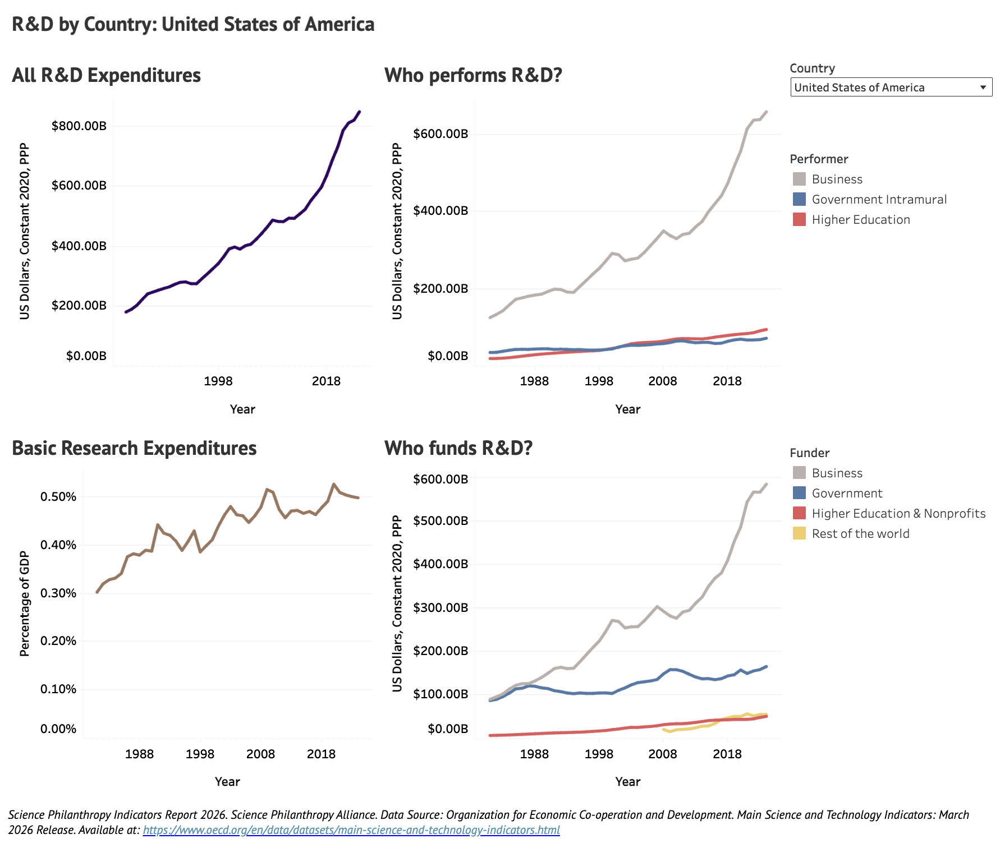 R&D by Country: United States of America
All R&D Expenditures
US Dollars, Constant 2020, PPP
$800.00B
$600.00B
$400.00B
$200.00B
$0.00B
1998 2018
Year
Who performs R&D?
US Dollars, Constant 2020, PPP
$600.00B
$400.00B
$200.00B
$0.00B
1988 1998 2008 2018
Year
Country
United States of America
Performer
Business
Government Intramural
Higher Education
Basic Research Expenditures
Percentage of GDP
0.50%
0.40%
0.30%
0.20%
0.10%
0.00%
1988 1998 2008 2018
Year
Who funds R&D?
US Dollars, Constant 2020, PPP
$600.00B
$500.00B
$400.00B
$300.00B
$200.00B
$100.00B
$0.00B
1988 1998 2008 2018
Year
Funder
Business
Government
Higher Education & Nonprofits
Rest of the world
Science Philanthropy Indicators Report 2026. Science Philanthropy Alliance. Data Source: Organization for Economic Co-operation and Development. Main Science and Technology Indicators: March
2026 Release. Available at: https://www.oecd.org/en/data/datasets/main-science-and-technology-indicators.html